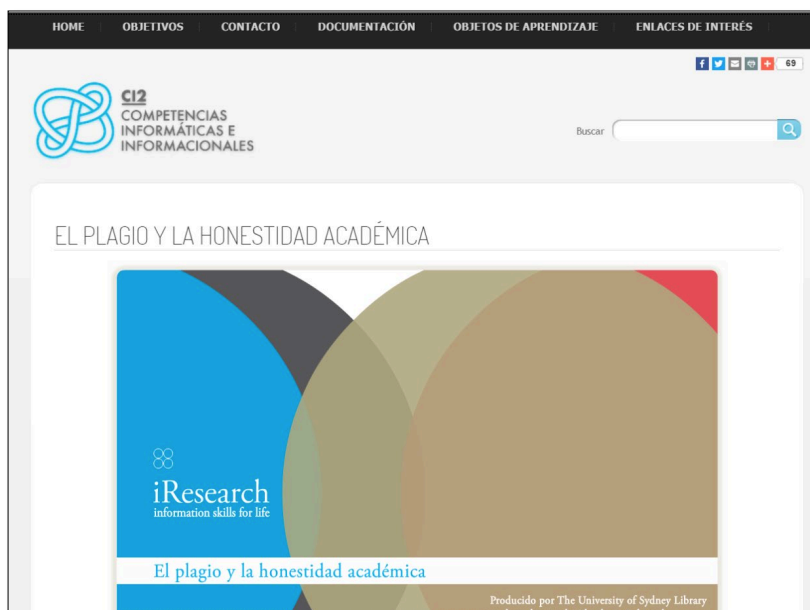 HOME OBJETIVOS CONTACTO DOCUMENTACIÓN OBJETOS DE APRENDIZAJE ENLACES DE INTERÉS
69
CI2
COMPETENCIAS
INFORMÁTICAS E
INFORMACIONALES
Buscar
EL PLAGIO Y LA HONESTIDAD ACADÉMICA
iResearch
information skills for life
El plagio y la honestidad académica
Producido por The University of Sydney Library